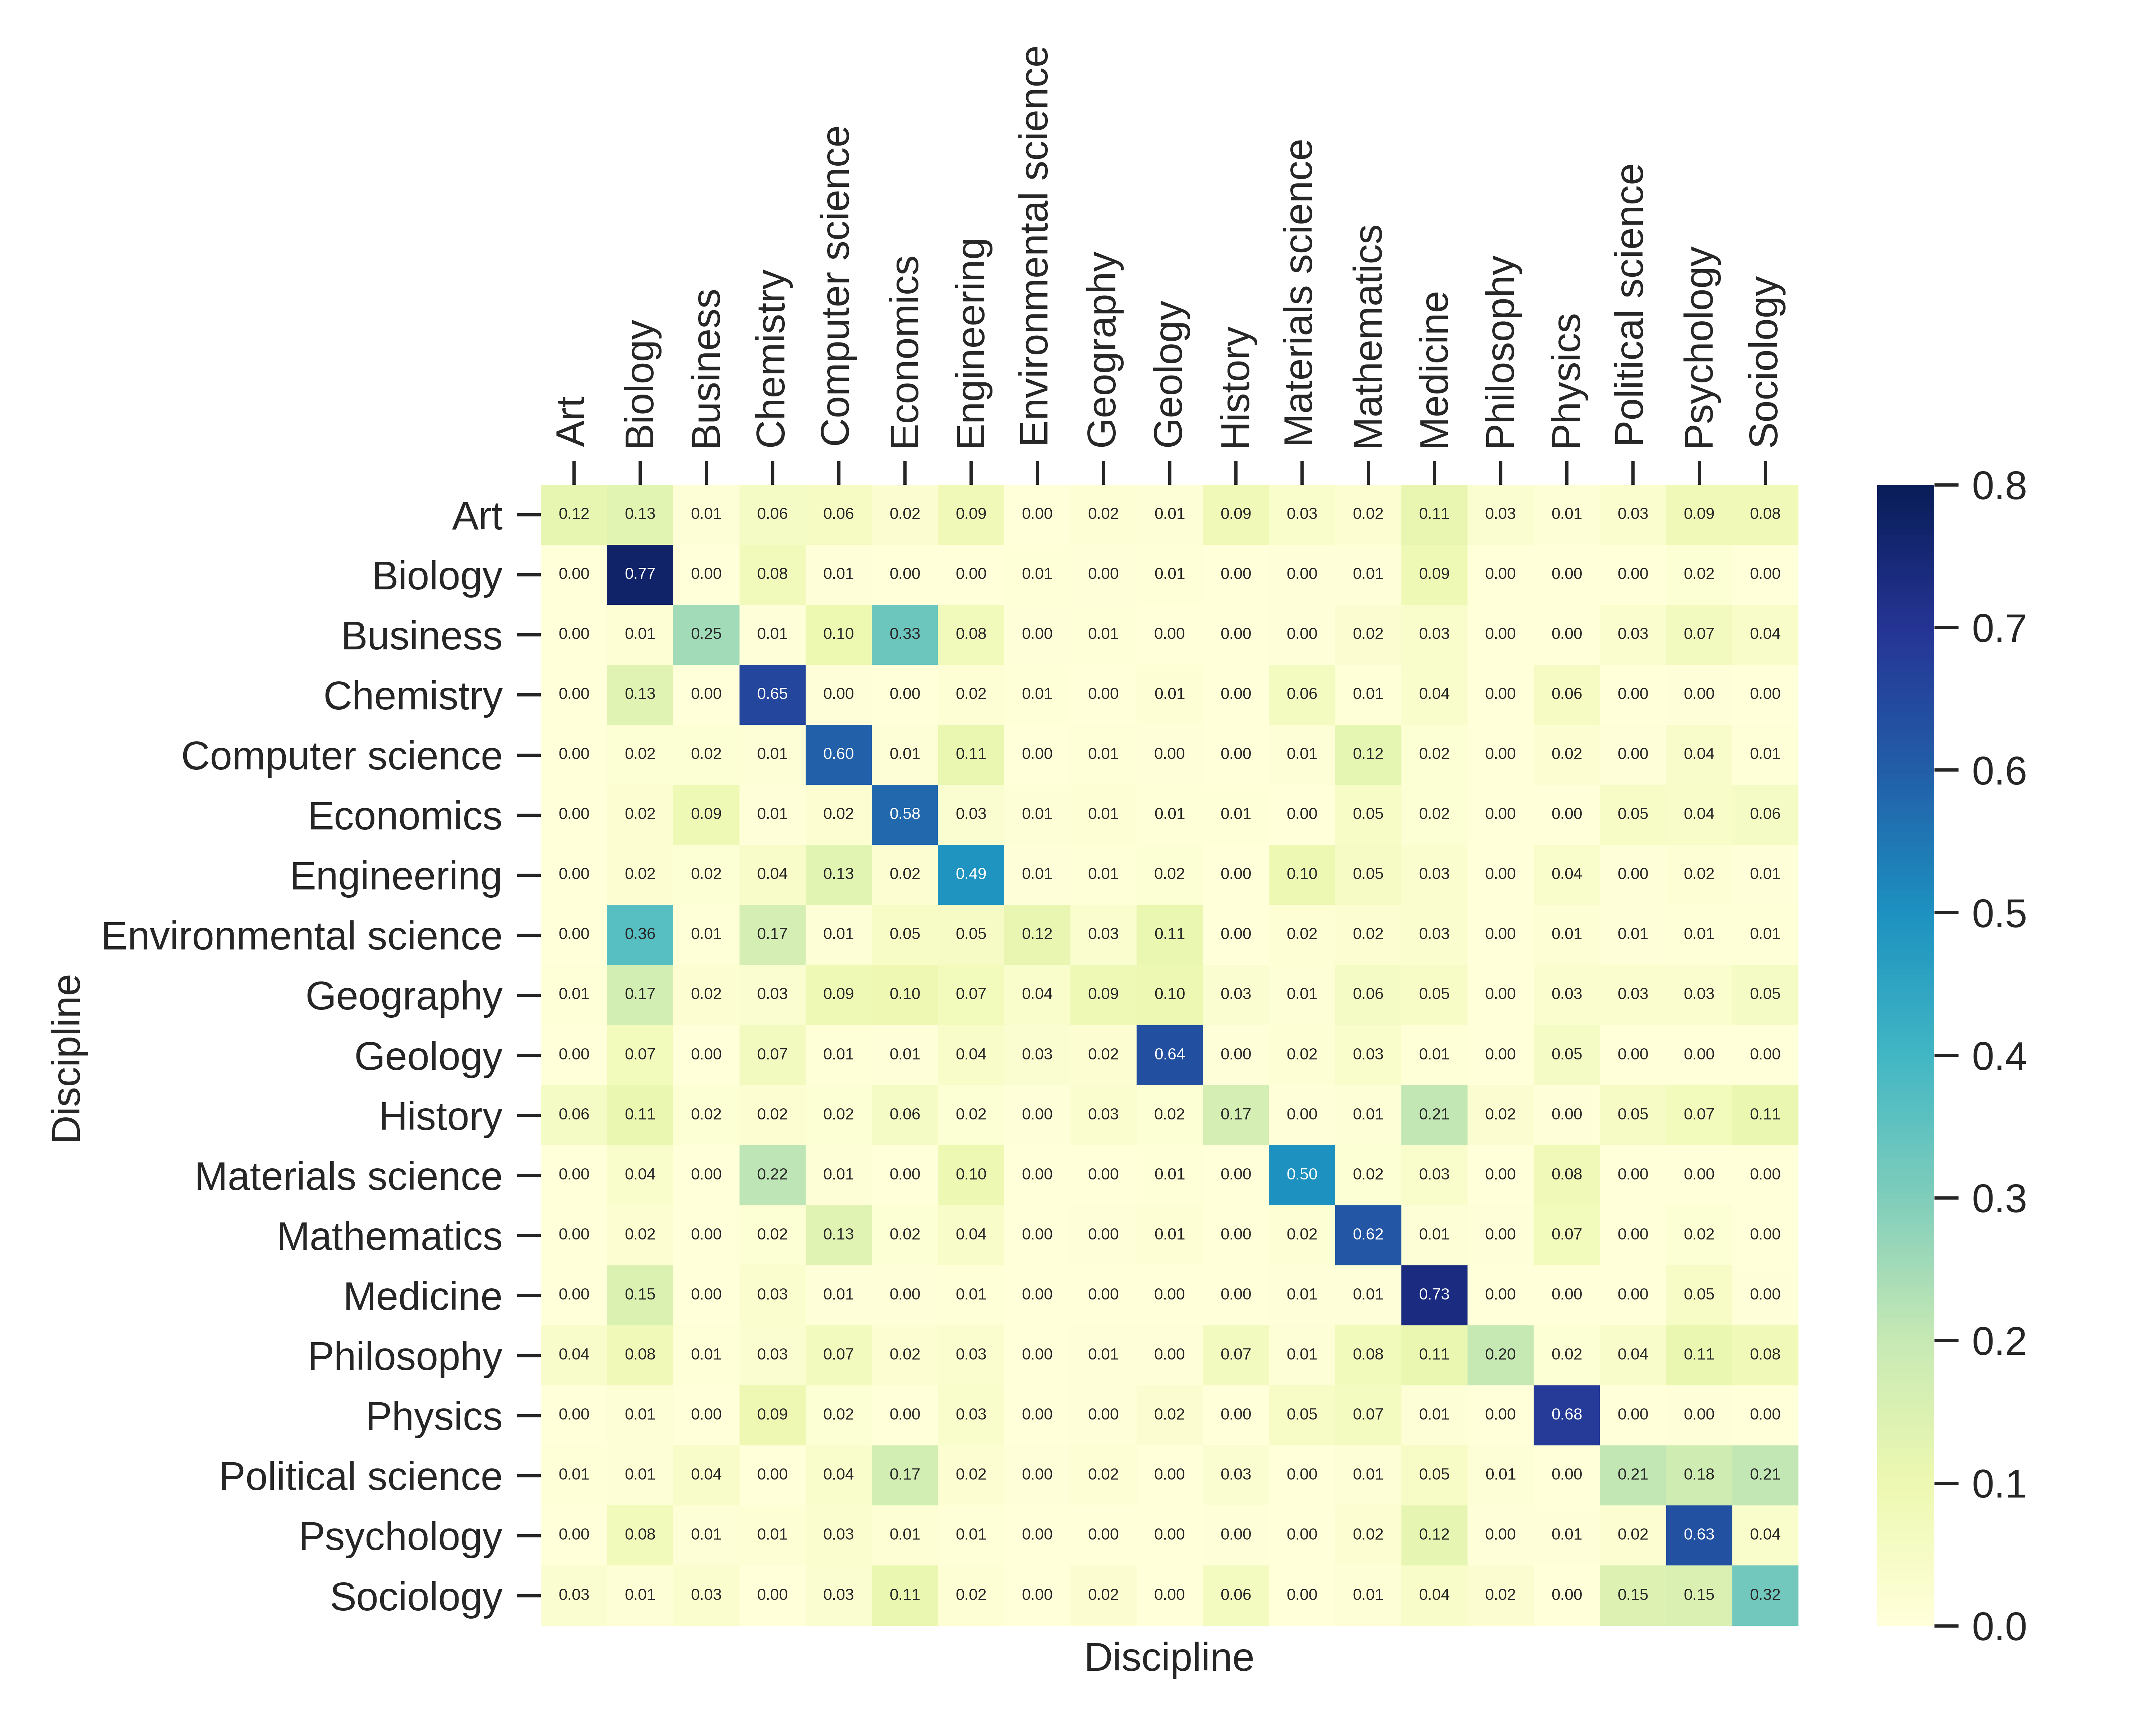 Art Biology Business Chemistry Computer science Economics Engineering Environmental science Geography Geology History Materials science Mathematics Medicine Philosophy Physics Political science Psychology Sociology
Art 0.12 0.13 0.01 0.06 0.06 0.02 0.09 0.00 0.02 0.01 0.09 0.03 0.02 0.11 0.03 0.01 0.03 0.09 0.08
Biology 0.00 0.77 0.00 0.08 0.01 0.00 0.00 0.01 0.00 0.01 0.00 0.00 0.01 0.09 0.00 0.00 0.00 0.02 0.00
Business 0.00 0.01 0.25 0.01 0.10 0.33 0.08 0.00 0.01 0.00 0.00 0.00 0.02 0.03 0.00 0.00 0.03 0.07 0.04
Chemistry 0.00 0.13 0.00 0.65 0.00 0.00 0.02 0.01 0.00 0.01 0.00 0.06 0.01 0.04 0.00 0.06 0.00 0.00 0.00
Computer science 0.00 0.02 0.02 0.01 0.60 0.01 0.11 0.00 0.01 0.00 0.00 0.01 0.12 0.02 0.00 0.02 0.00 0.04 0.01
Economics 0.00 0.02 0.09 0.01 0.02 0.58 0.03 0.01 0.01 0.01 0.01 0.00 0.05 0.02 0.00 0.00 0.05 0.04 0.06
Engineering 0.00 0.02 0.02 0.04 0.13 0.02 0.49 0.01 0.01 0.02 0.00 0.10 0.05 0.03 0.00 0.04 0.00 0.02 0.01
Environmental science 0.00 0.36 0.01 0.17 0.01 0.05 0.05 0.12 0.03 0.11 0.00 0.02 0.02 0.03 0.00 0.01 0.01 0.01 0.01
Geography 0.01 0.17 0.02 0.03 0.09 0.10 0.07 0.04 0.09 0.10 0.03 0.01 0.06 0.05 0.00 0.03 0.03 0.03 0.05
Geology 0.00 0.07 0.00 0.07 0.01 0.01 0.04 0.03 0.02 0.64 0.00 0.02 0.03 0.01 0.00 0.05 0.00 0.00 0.00
History 0.06 0.11 0.02 0.02 0.02 0.06 0.02 0.00 0.03 0.02 0.17 0.00 0.01 0.21 0.02 0.00 0.05 0.07 0.11
Materials science 0.00 0.04 0.00 0.22 0.01 0.00 0.10 0.00 0.00 0.01 0.00 0.50 0.02 0.03 0.00 0.08 0.00 0.00 0.00
Mathematics 0.00 0.02 0.00 0.02 0.13 0.02 0.04 0.00 0.00 0.01 0.00 0.02 0.62 0.01 0.00 0.07 0.00 0.02 0.00
Medicine 0.00 0.15 0.00 0.03 0.01 0.00 0.01 0.00 0.00 0.00 0.00 0.01 0.01 0.73 0.00 0.00 0.00 0.05 0.00
Philosophy 0.04 0.08 0.01 0.03 0.07 0.02 0.03 0.00 0.01 0.00 0.07 0.01 0.08 0.11 0.20 0.02 0.04 0.11 0.08
Physics 0.00 0.01 0.00 0.09 0.02 0.00 0.03 0.00 0.00 0.02 0.00 0.05 0.07 0.01 0.00 0.68 0.00 0.00 0.00
Political science 0.01 0.01 0.04 0.00 0.04 0.17 0.02 0.00 0.02 0.00 0.03 0.00 0.01 0.05 0.01 0.00 0.21 0.18 0.21
Psychology 0.00 0.08 0.01 0.01 0.03 0.01 0.01 0.00 0.00 0.00 0.00 0.00 0.02 0.12 0.00 0.01 0.02 0.63 0.04
Sociology 0.03 0.01 0.03 0.00 0.03 0.11 0.02 0.00 0.02 0.00 0.06 0.00 0.01 0.04 0.02 0.00 0.15 0.15 0.32
Discipline
Discipline
0.8
0.7
0.6
0.5
0.4
0.3
0.2
0.1
0.0